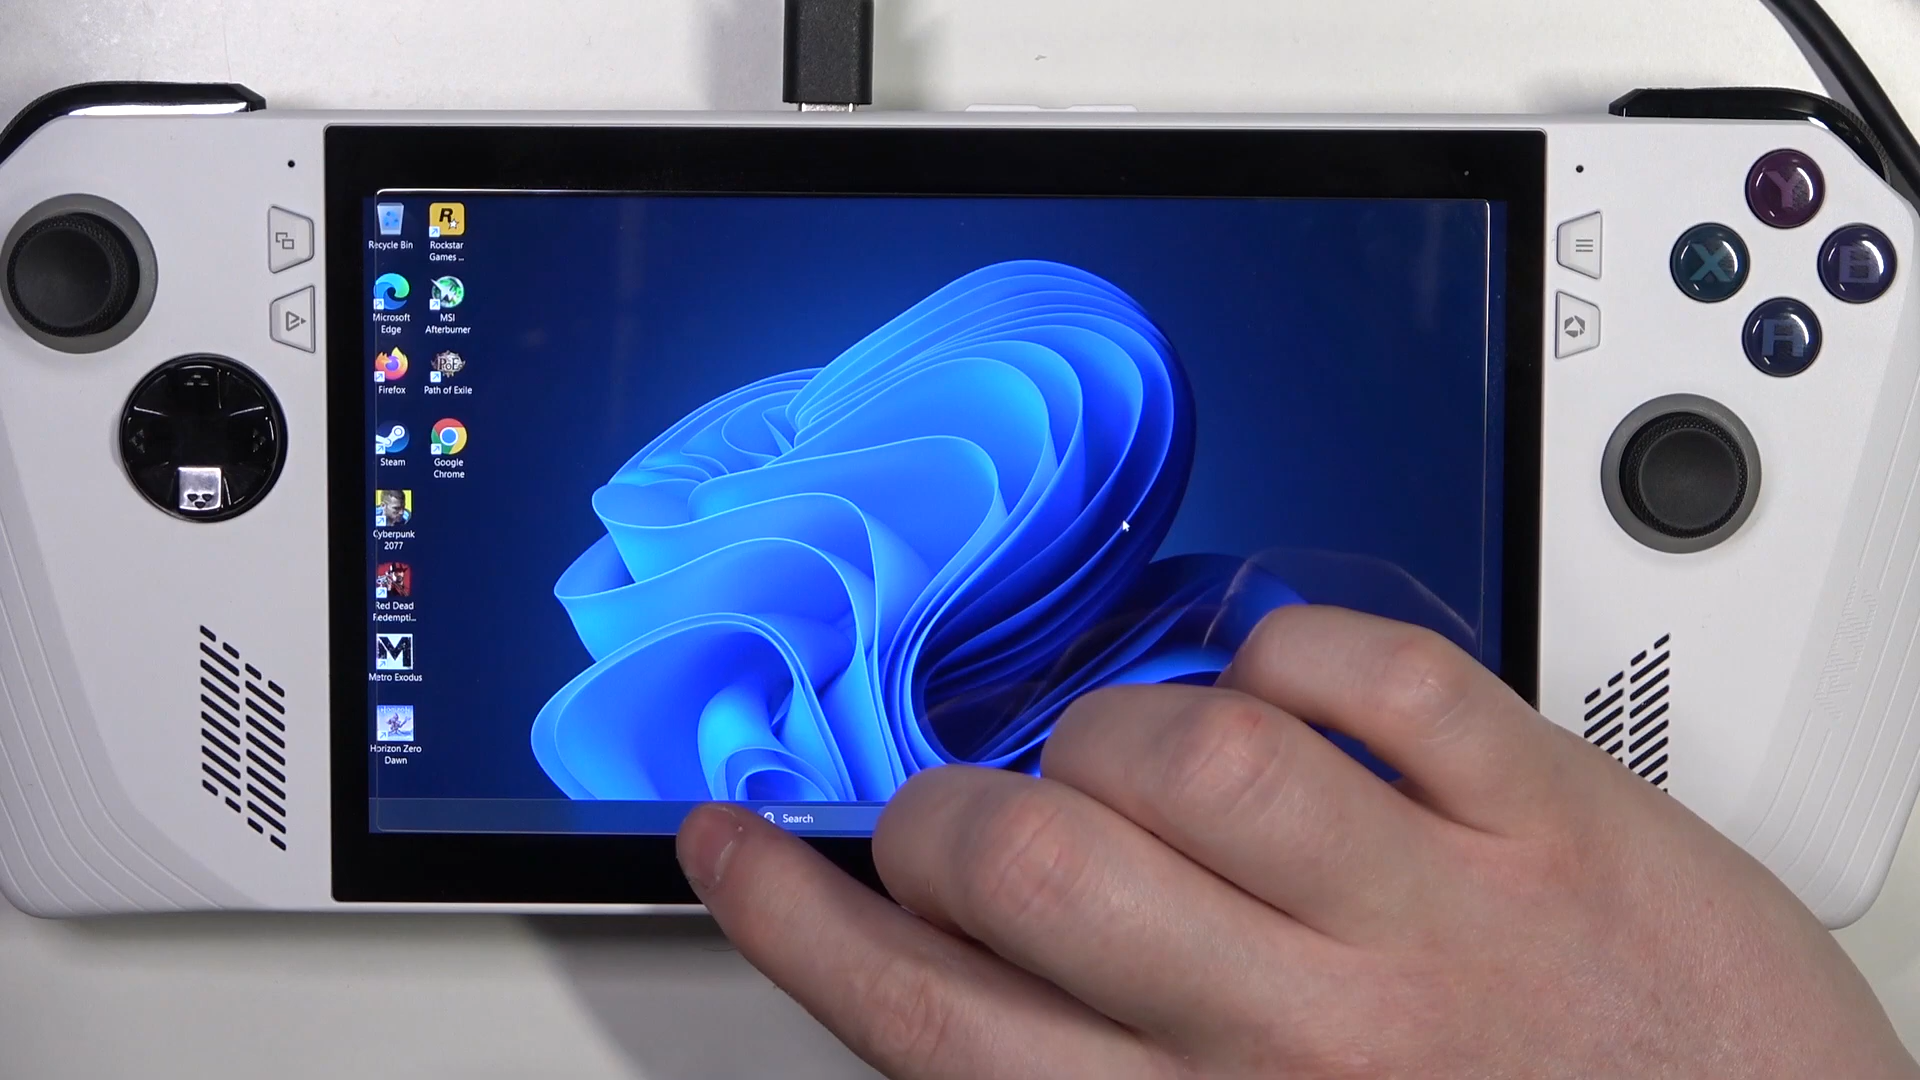 Recycle Bin
Rockstar
Games ...
Microsoft
Edge
MSI
Afterburner
Firefox
Path of Exile
Steam
Google
Chrome
Cyberpunk
2077
Red Dead
Redempti...
M
Metro Exodus
Horizon Zero
Dawn
Search
Y
X
B
A